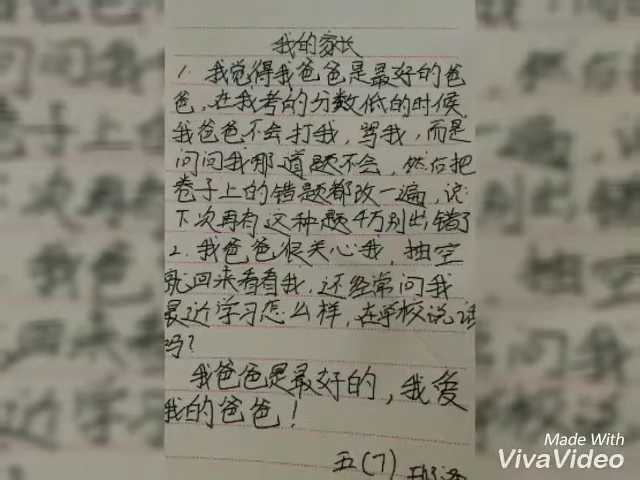 我的家长
1. 我觉得我爸爸是最好的爸
爸，在我考的分数低的时候，
我爸爸不会打我，骂我，而是
问问我哪道题不会，然后把
卷子上的错题都改一遍，说：
下次再有这种题千万别出错了
2. 我爸爸很关心我，抽空
就回来看看我，还经常问我
最近学习怎么样，在学校说话
吗？
我爸爸是最好的，我爱
我的爸爸！
五(7)
Made With
VivaVideo